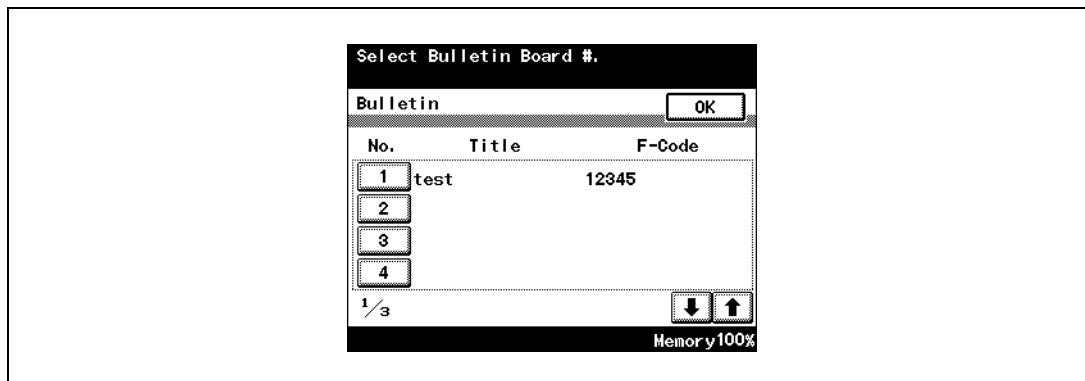 Select Bulletin Board #.
Bulletin OK
No. Title F-Code
1 test 12345
2
3
4
1/3
Memory100%